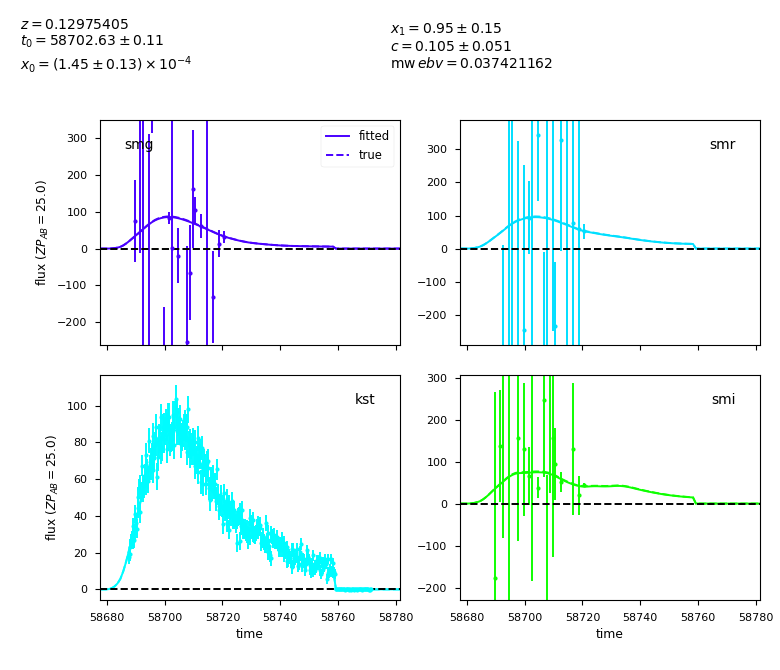 z = 0.12975405
t₀ = 58702.63 ± 0.11
x₀ = (1.45 ± 0.13) × 10⁻⁴
x₁ = 0.95 ± 0.15
c = 0.105 ± 0.051
mwebv = 0.037421162
smg
fitted
true
300
200
100
0
−100
−200
flux (ZP_AB = 25.0)
smr
300
200
100
0
−100
−200
kst
100
80
60
40
20
0
flux (ZP_AB = 25.0)
58680 58700 58720 58740 58760 58780
time
smi
300
200
100
0
−100
−200
58680 58700 58720 58740 58760 58780
time